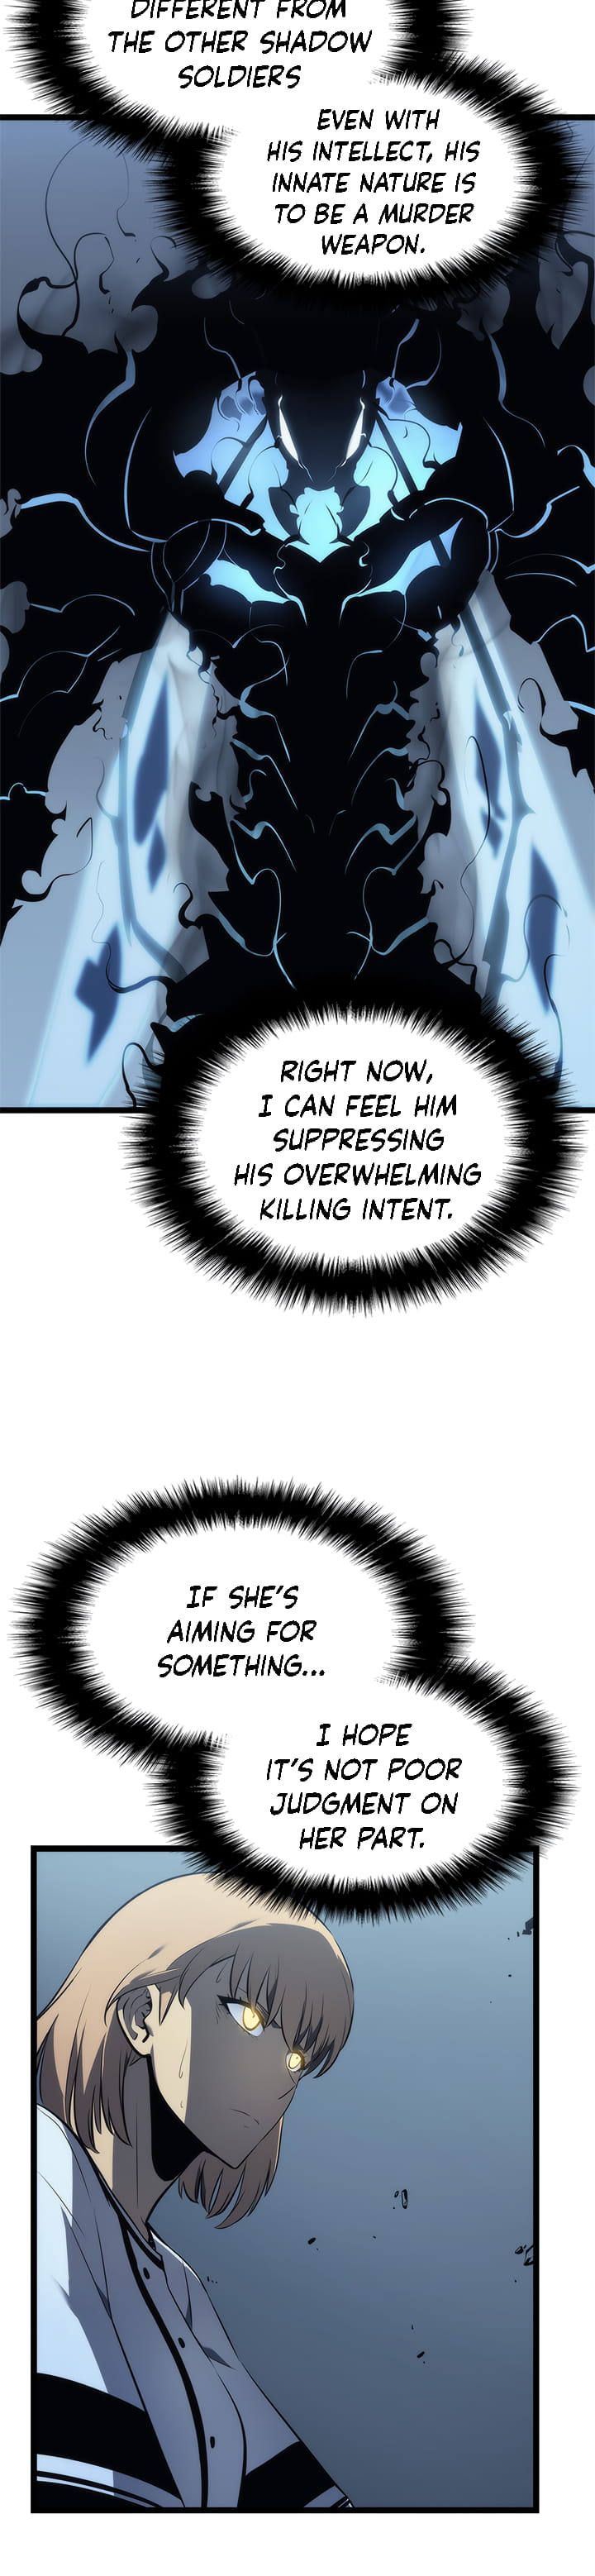 DIFFERENT FROM
THE OTHER SHADOW
SOLDIERS
EVEN WITH
HIS INTELLECT, HIS
INNATE NATURE IS
TO BE A MURDER
WEAPON.
RIGHT NOW,
I CAN FEEL HIM
SUPPRESSING
HIS OVERWHELMING
KILLING INTENT.
IF SHE'S
AIMING FOR
SOMETHING...
I HOPE
IT'S NOT POOR
JUDGMENT ON
HER PART.